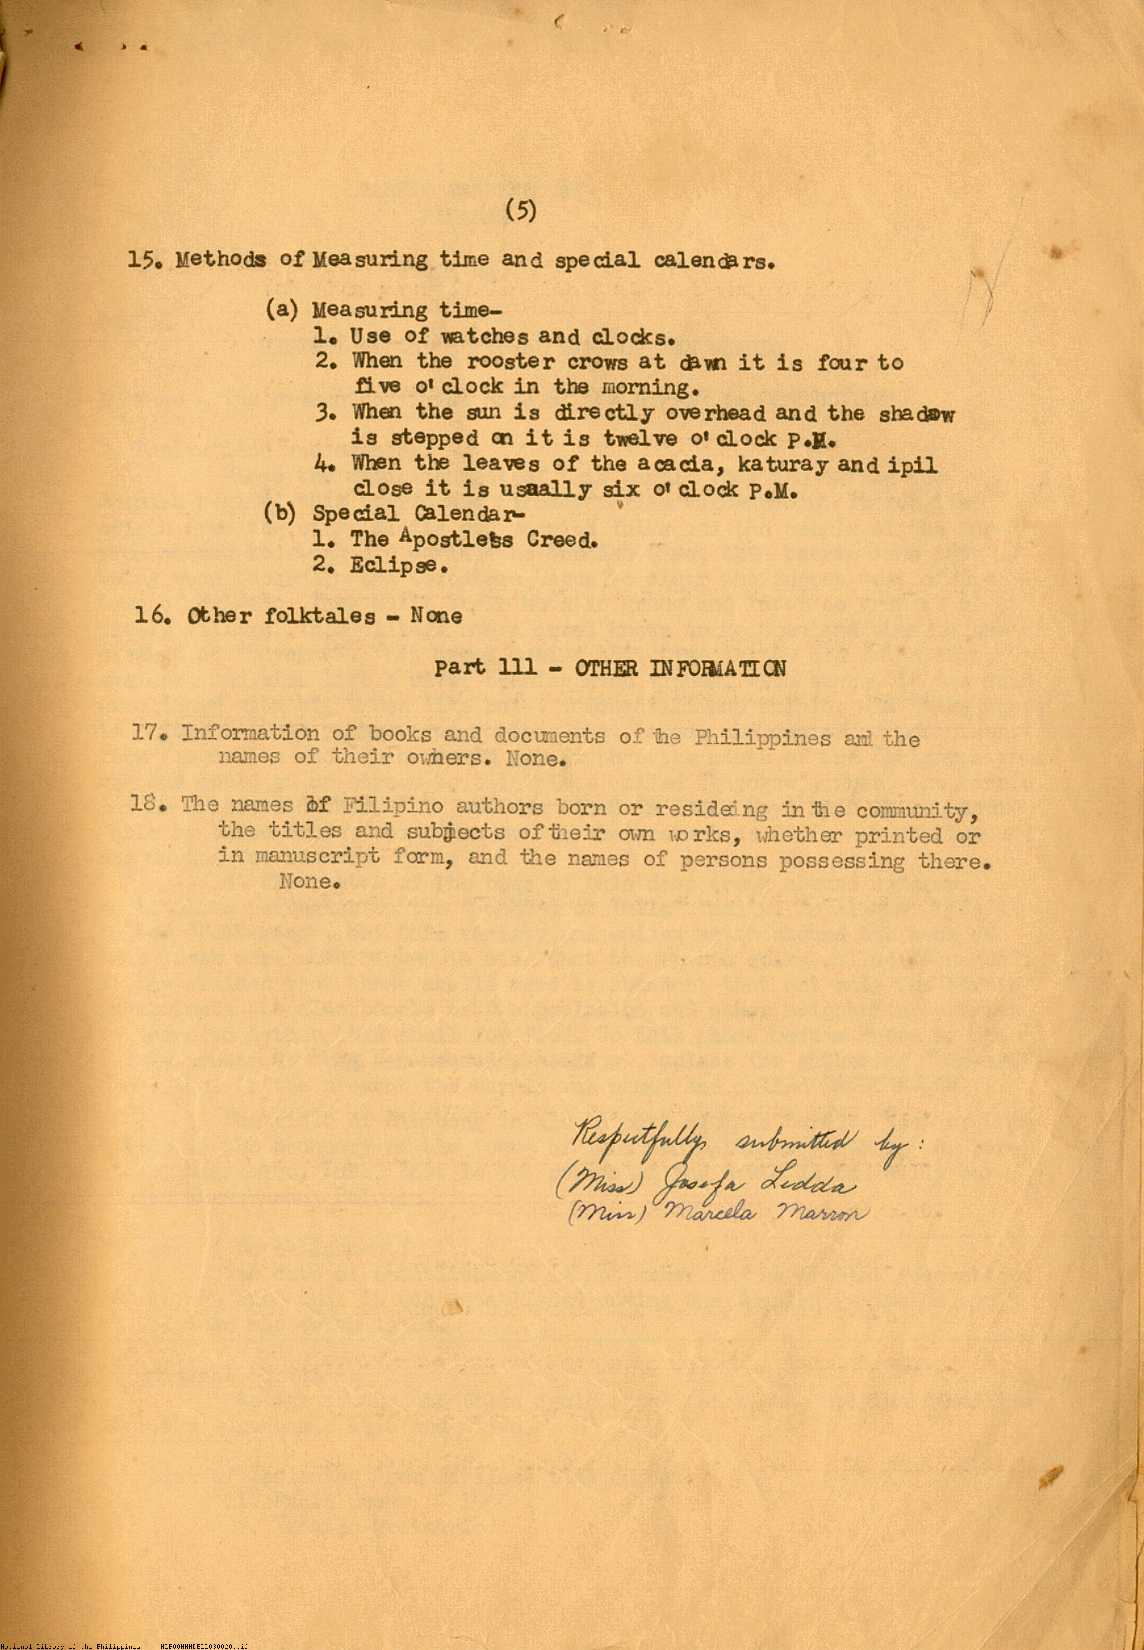 (5)
15. Methods of Measuring time and special calendars.
(a) Measuring time-
1. Use of watches and clocks.
2. When the rooster crows at dawn it is four to
five o'clock in the morning.
3. When the sun is directly overhead and the shadow
is stepped on it is twelve o'clock P.M.
4. When the leaves of the acacia, katuray and ipil
close it is usually six o'clock P.M.
(b) Special Calendar-
1. The Apostles Creed.
2. Eclipse.
16. Other folktales - None
Part 111 - OTHER INFORMATION
17. Information of books and documents of the Philippines and the
names of their owners. None.
18. The names of Filipino authors born or residing in the community,
the titles and subjects of their own works, whether printed or
in manuscript form, and the names of persons possessing there.
None.
Respectfully submitted by:
(Miss) Josefa Ledda
(Miss) Marcela Marron
National Library of the Philippines